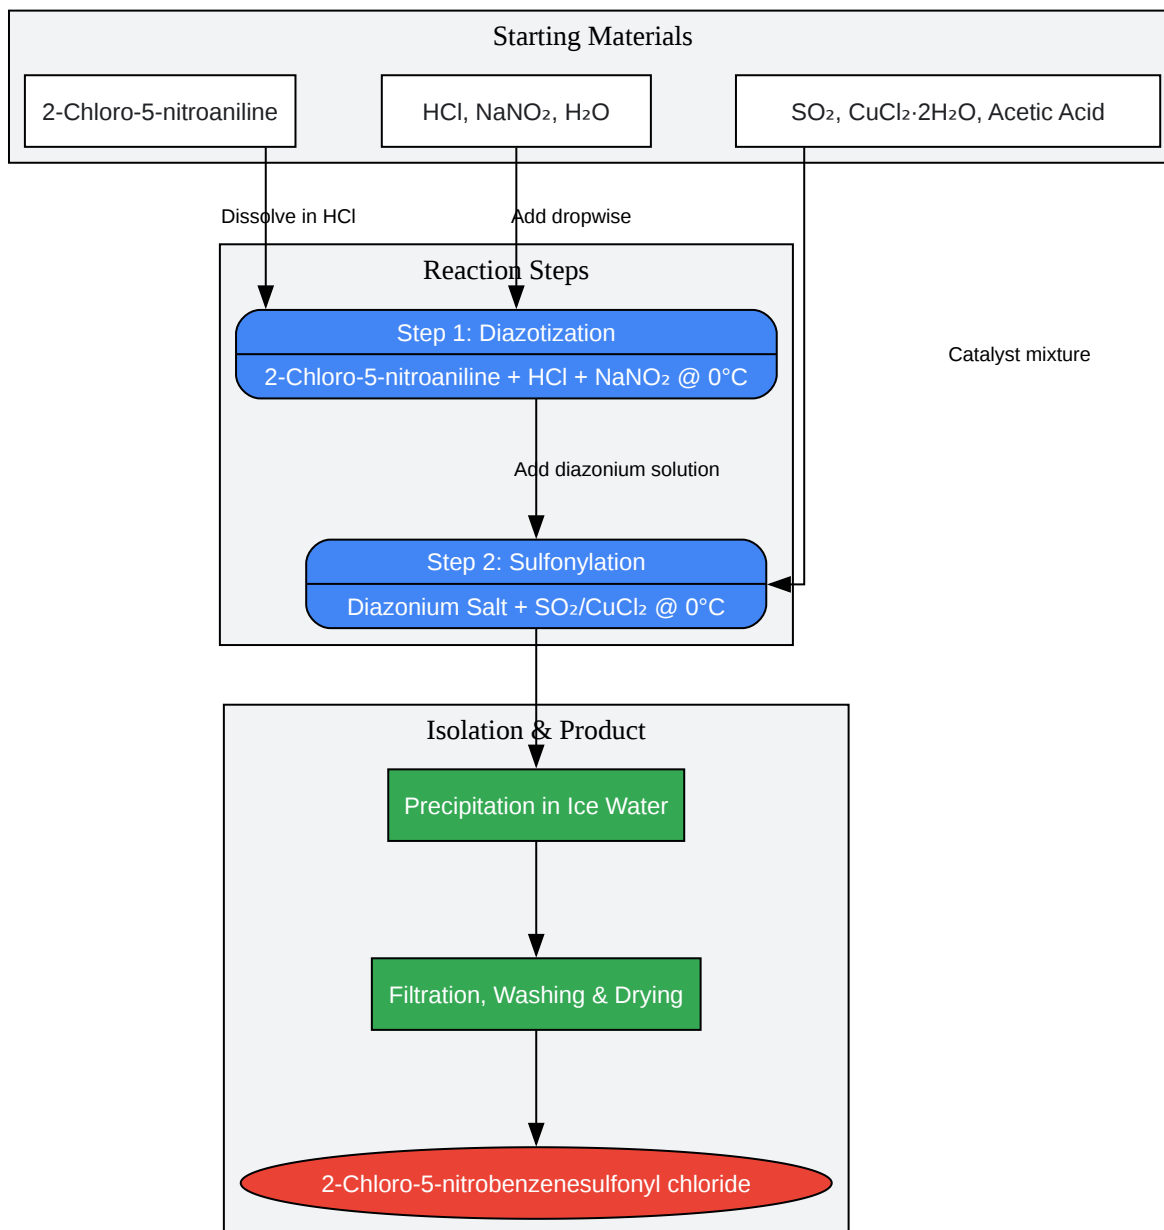 Starting Materials
2-Chloro-5-nitroaniline
HCl, NaNO₂, H₂O
SO₂, CuCl₂·2H₂O, Acetic Acid
Dissolve in HCl
Add dropwise
Reaction Steps
Step 1: Diazotization
2-Chloro-5-nitroaniline + HCl + NaNO₂ @ 0°C
Catalyst mixture
Add diazonium solution
Step 2: Sulfonylation
Diazonium Salt + SO₂/CuCl₂ @ 0°C
Isolation & Product
Precipitation in Ice Water
Filtration, Washing & Drying
2-Chloro-5-nitrobenzenesulfonyl chloride